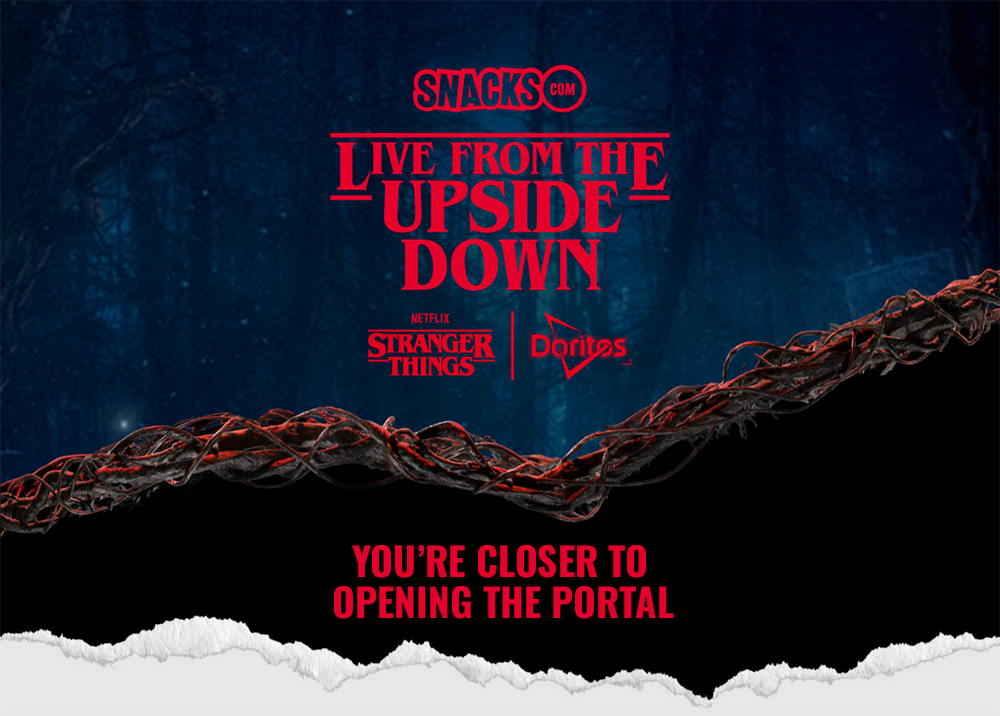 SNACKS COM
LIVE FROM THE
UPSIDE
DOWN
NETFLIX
STRANGER
THINGS
Doritos
YOU'RE CLOSER TO
OPENING THE PORTAL